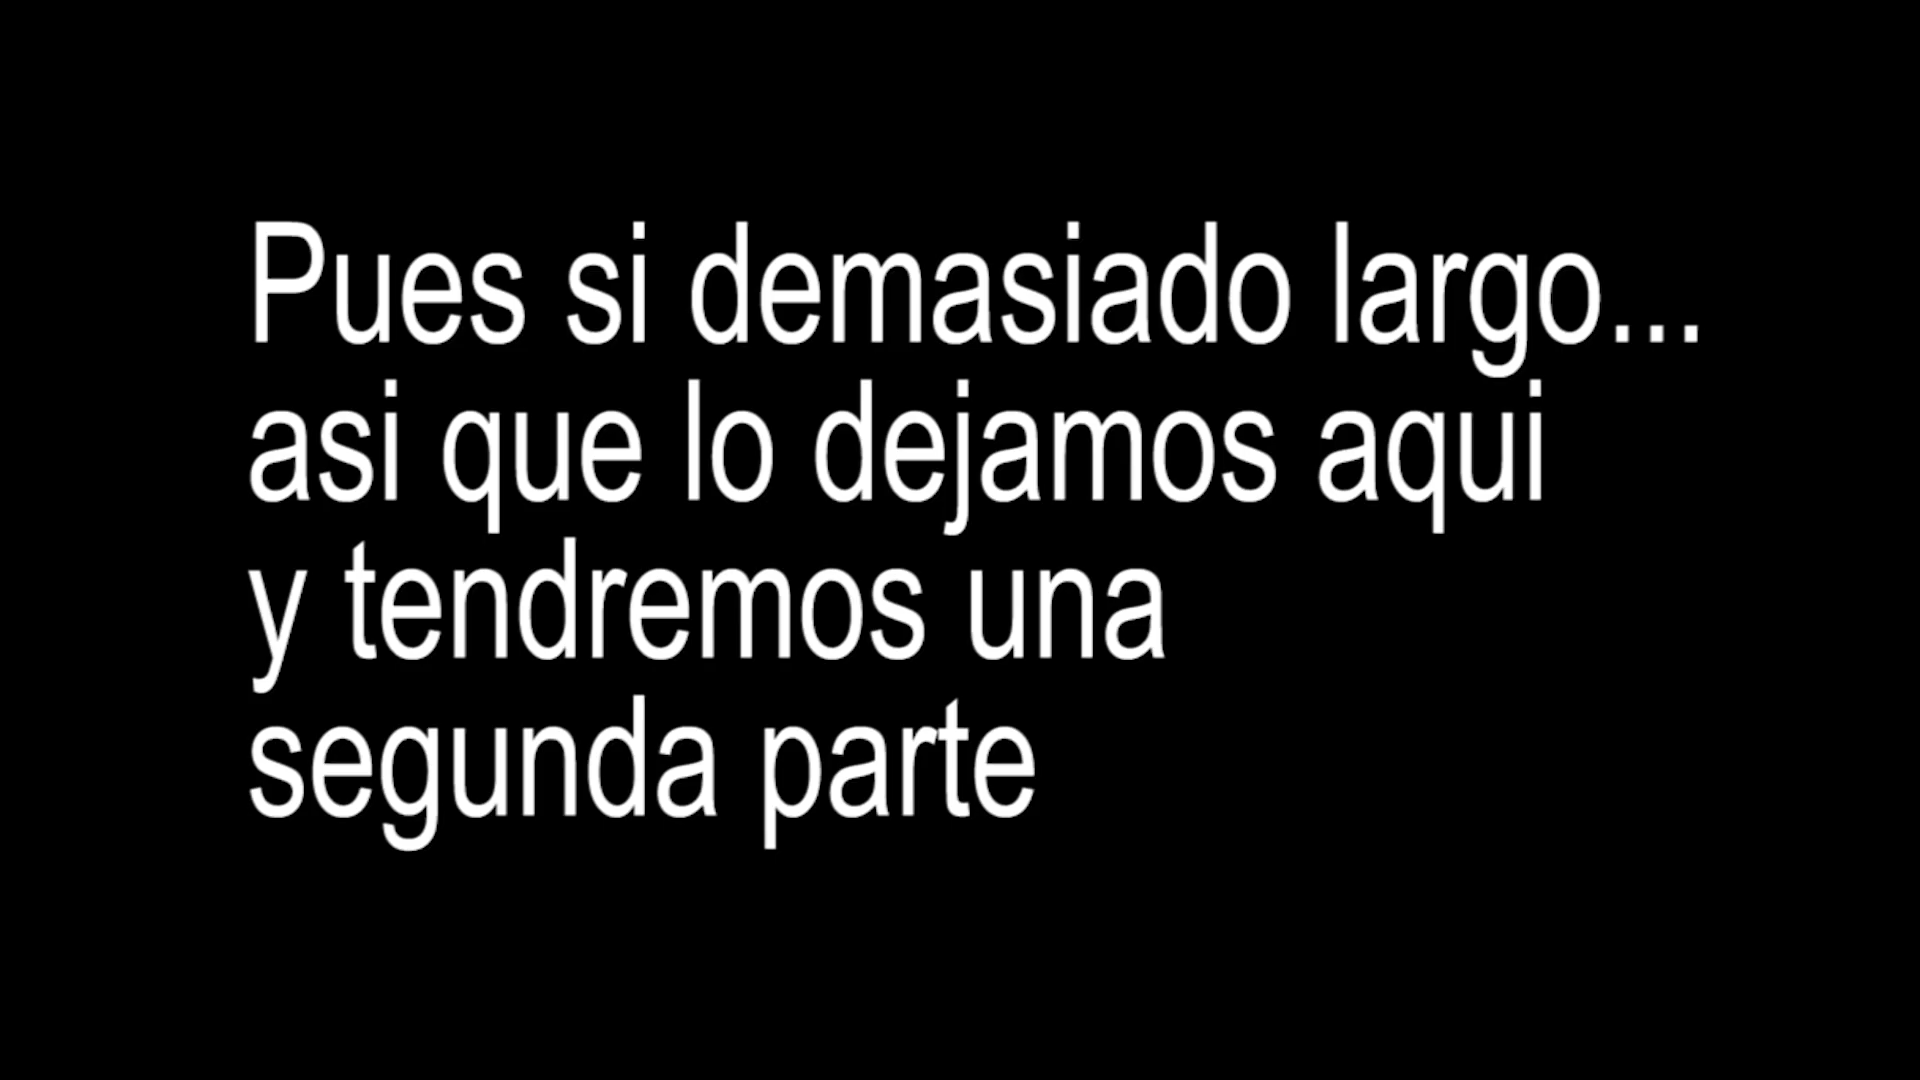 Pues si demasiado largo...
asi que lo dejamos aqui
y tendremos una
segunda parte